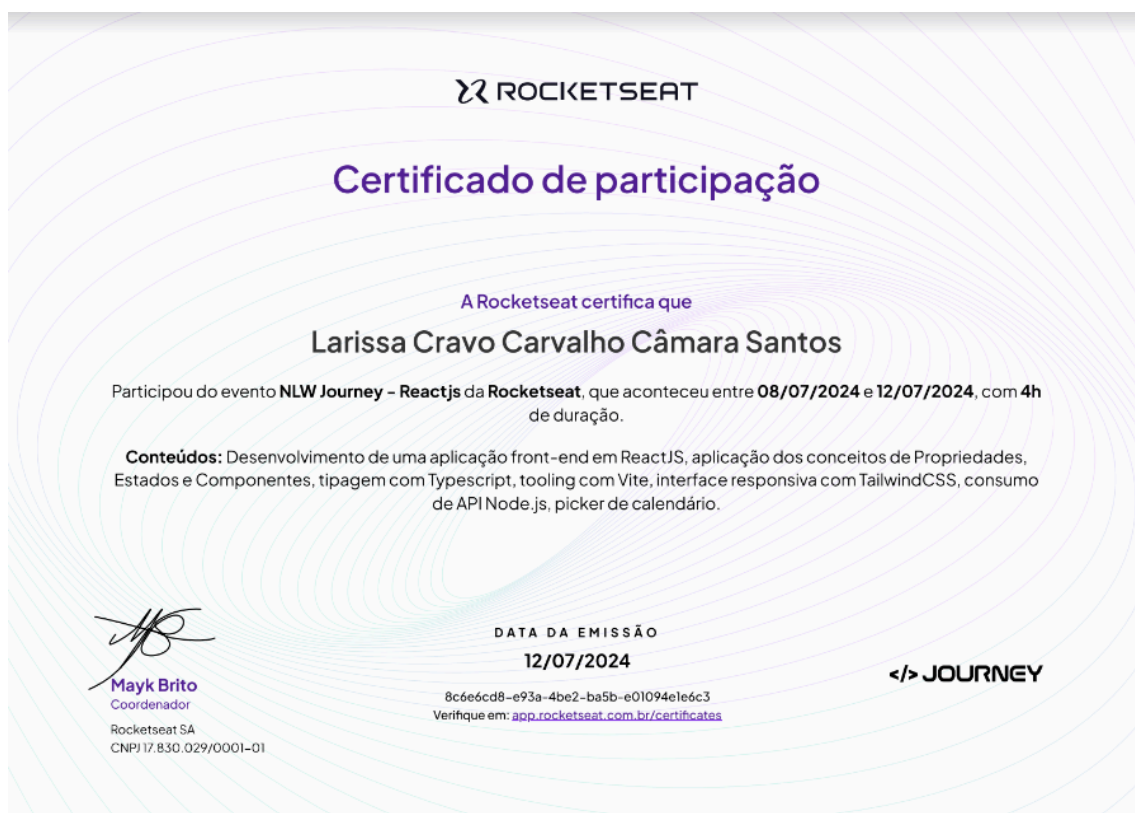 ROCKETSEAT
Certificado de participação
A Rocketseat certifica que
Larissa Cravo Carvalho Câmara Santos
Participou do evento NLW Journey - Reactjs da Rocketseat, que aconteceu entre 08/07/2024 e 12/07/2024, com 4h
de duração.
Conteúdos: Desenvolvimento de uma aplicação front-end em ReactJS, aplicação dos conceitos de Propriedades,
Estados e Componentes, tipagem com Typescript, tooling com Vite, interface responsiva com TailwindCSS, consumo
de API Node.js, picker de calendário.
Mayk Brito
Coordenador
Rocketseat SA
CNPJ 17.830.029/0001-01
DATA DA EMISSÃO
12/07/2024
8c6e6cd8-e93a-4be2-ba5b-e01094e1e6c3
Verifique em: app.rocketseat.com.br/certificates
</> JOURNEY